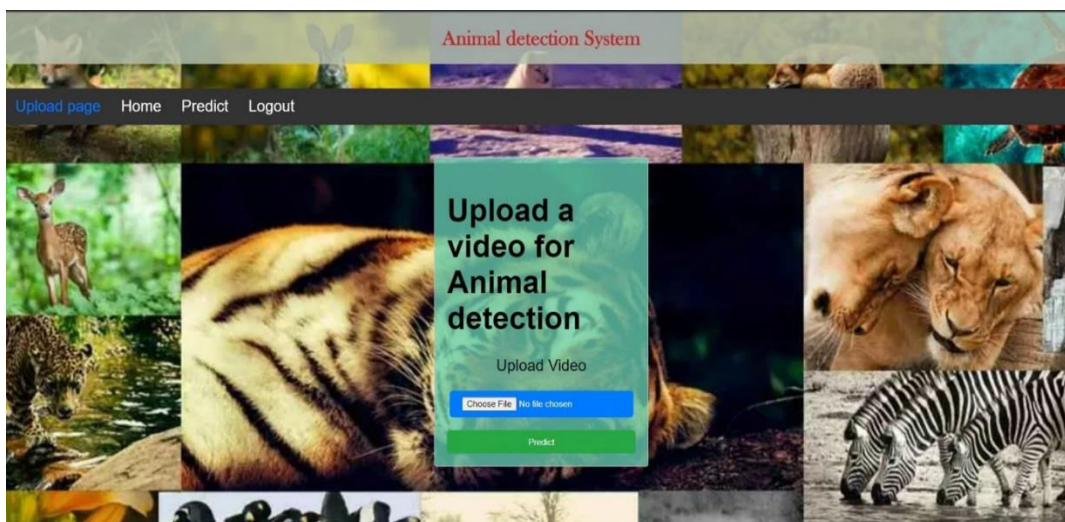 Animal detection System
Upload page Home Predict Logout
Upload a
video for
Animal
detection
Upload Video
Choose File No file chosen
Predict